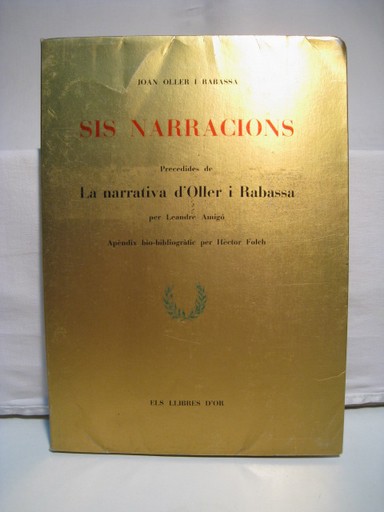 JOAN OLLER I RABASSA
SIS NARRACIONS
Precedides de
La narrativa d'Oller i Rabassa
per Leandre Amigó
Apèndix bio-bibliogràfic per Hèctor Folch
ELS LLIBRES D'OR